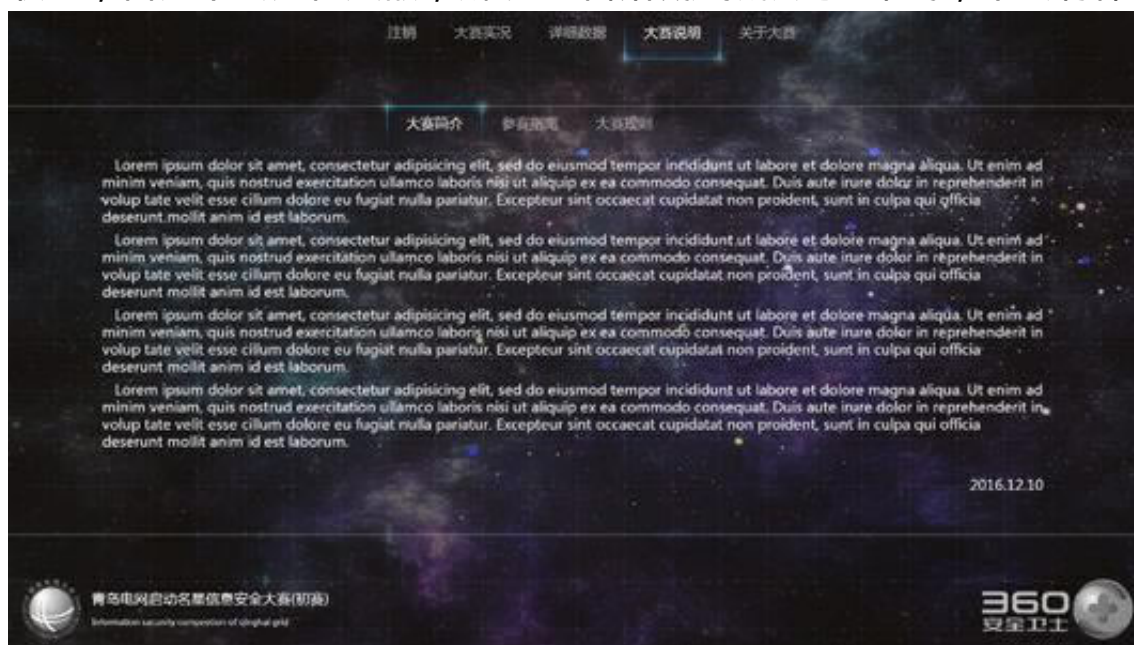 注销 大赛实况 详细数据 大赛说明 关于大赛
大赛简介 参赛指南 大赛规则
Lorem ipsum dolor sit amet, consectetur adipisicing elit, sed do eiusmod tempor incididunt ut labore et dolore magna aliqua. Ut enim ad
minim veniam, quis nostrud exercitation ullamco laboris nisi ut aliquip ex ea commodo consequat. Duis aute irure dolor in reprehenderit in
volup tate velit esse cillum dolore eu fugiat nulla pariatur. Excepteur sint occaecat cupidatat non proident, sunt in culpa qui officia
deserunt mollit anim id est laborum.
Lorem ipsum dolor sit amet, consectetur adipisicing elit, sed do eiusmod tempor incididunt ut labore et dolore magna aliqua. Ut enim ad
minim veniam, quis nostrud exercitation ullamco laboris nisi ut aliquip ex ea commodo consequat. Duis aute irure dolor in reprehenderit in
volup tate velit esse cillum dolore eu fugiat nulla pariatur. Excepteur sint occaecat cupidatat non proident, sunt in culpa qui officia
deserunt mollit anim id est laborum.
Lorem ipsum dolor sit amet, consectetur adipisicing elit, sed do eiusmod tempor incididunt ut labore et dolore magna aliqua. Ut enim ad
minim veniam, quis nostrud exercitation ullamco laboris nisi ut aliquip ex ea commodo consequat. Duis aute irure dolor in reprehenderit in
volup tate velit esse cillum dolore eu fugiat nulla pariatur. Excepteur sint occaecat cupidatat non proident, sunt in culpa qui officia
deserunt mollit anim id est laborum.
Lorem ipsum dolor sit amet, consectetur adipisicing elit, sed do eiusmod tempor incididunt ut labore et dolore magna aliqua. Ut enim ad
minim veniam, quis nostrud exercitation ullamco laboris nisi ut aliquip ex ea commodo consequat. Duis aute irure dolor in reprehenderit in
volup tate velit esse cillum dolore eu fugiat nulla pariatur. Excepteur sint occaecat cupidatat non proident, sunt in culpa qui officia
deserunt mollit anim id est laborum.
2016.12.10
青岛电网启动名星信息安全大赛(初赛)
Information security competition of qinghai grid
360
安全卫士